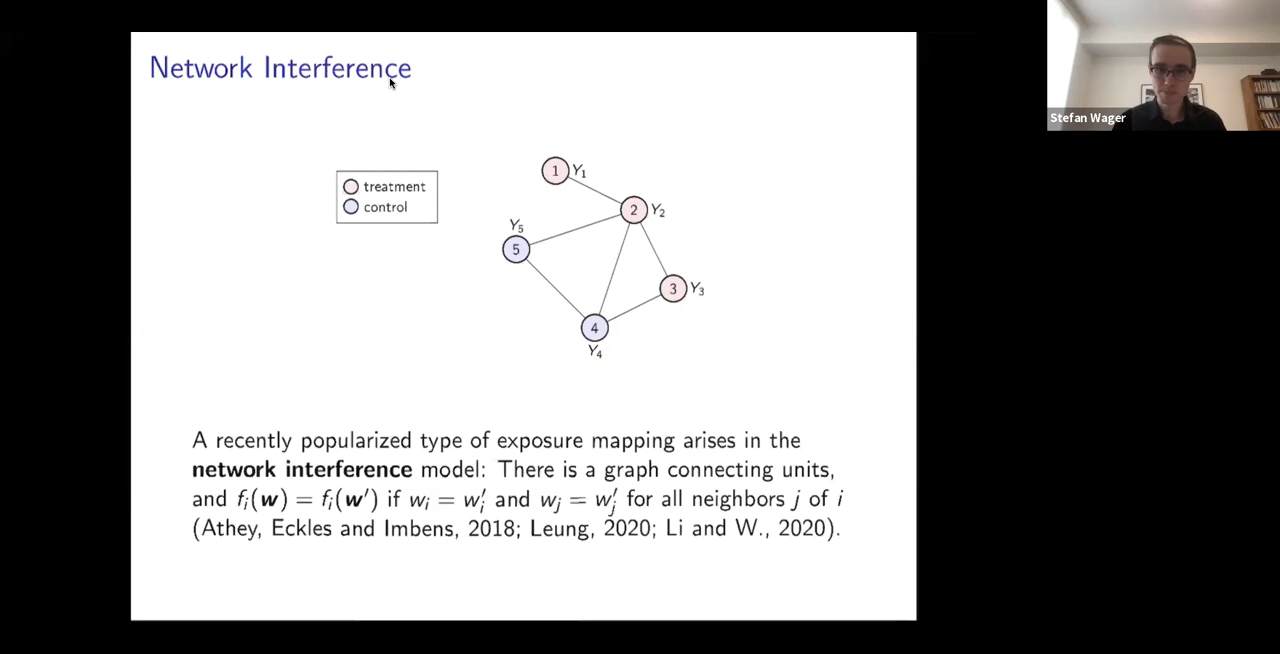 Network Interference
Stefan Wager
treatment
control
1 Y₁
2 Y₂
Y₅
5
3 Y₃
4
Y₄
A recently popularized type of exposure mapping arises in the
network interference model: There is a graph connecting units,
and fᵢ(w) = fᵢ(w′) if wᵢ = w′ᵢ and wⱼ = w′ⱼ for all neighbors j of i
(Athey, Eckles and Imbens, 2018; Leung, 2020; Li and W., 2020).